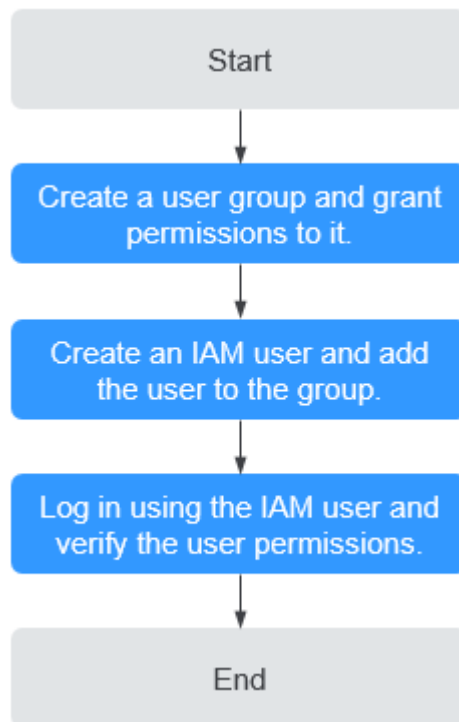 Start
Create a user group and grant
permissions to it.
Create an IAM user and add
the user to the group.
Log in using the IAM user and
verify the user permissions.
End